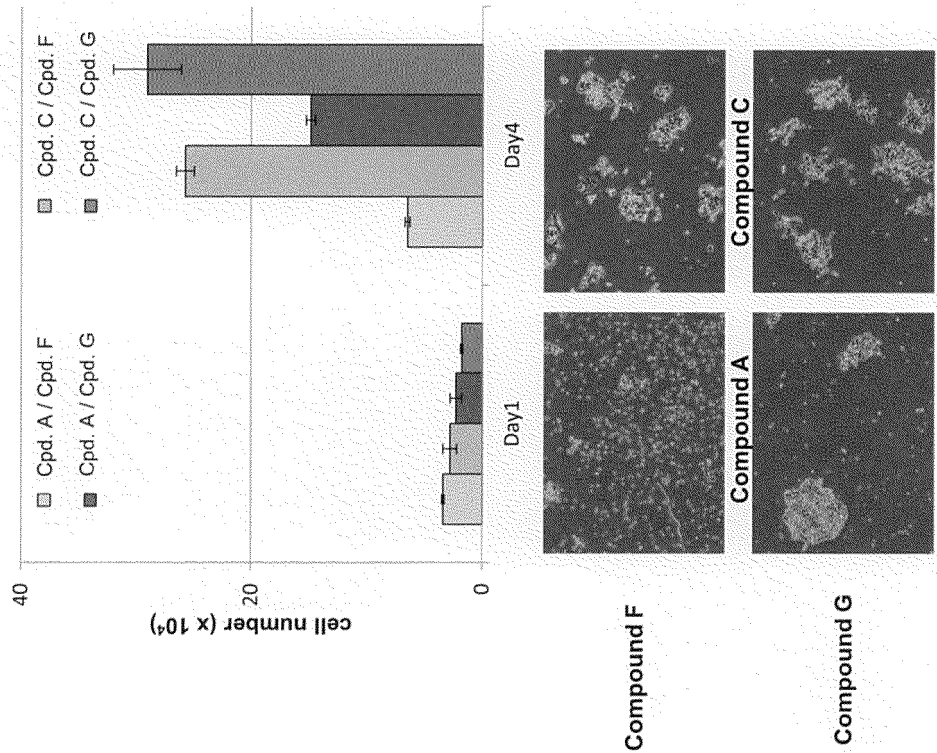 Cpd. A / Cpd. F
Cpd. C / Cpd. F
Cpd. A / Cpd. G
Cpd. C / Cpd. G
40
20
0
cell number (x 10⁴)
Day1
Day4
Compound F
Compound A
Compound C
Compound G